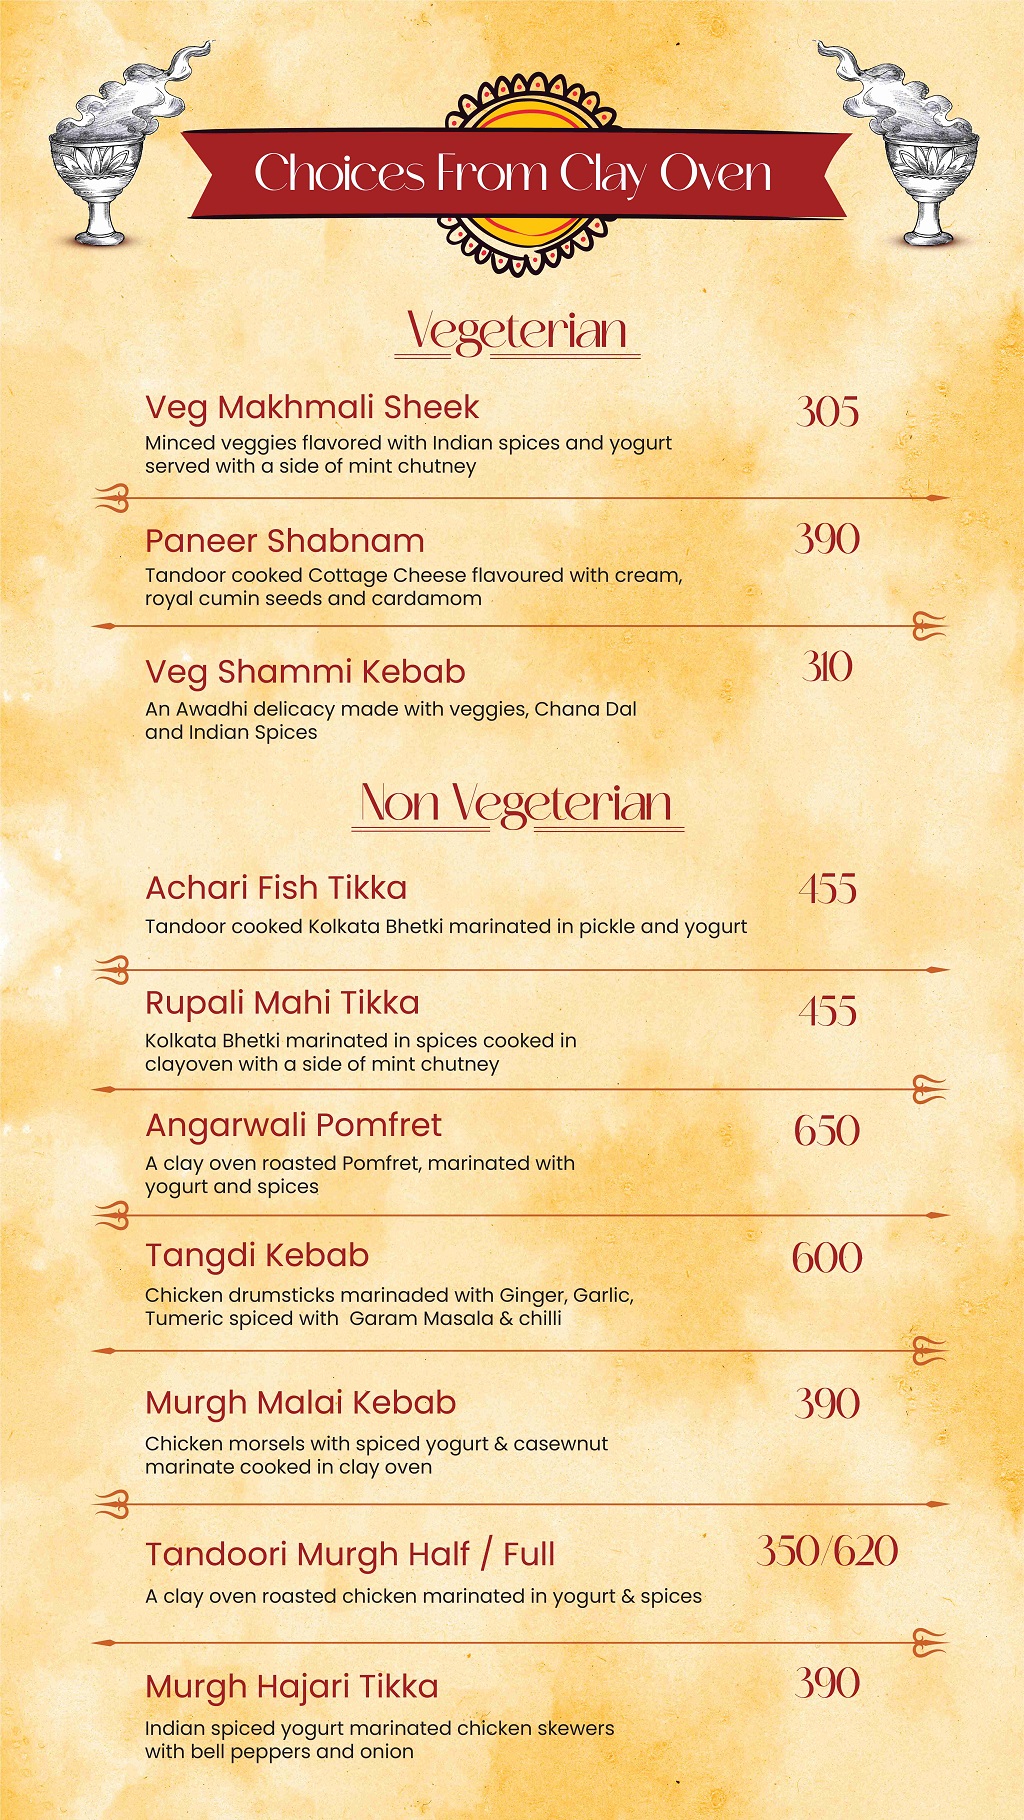 Choices From Clay Oven
Vegeterian
Veg Makhmali Sheek 305
Minced veggies flavored with Indian spices and yogurt
served with a side of mint chutney
Paneer Shabnam 390
Tandoor cooked Cottage Cheese flavoured with cream,
royal cumin seeds and cardamom
Veg Shammi Kebab 310
An Awadhi delicacy made with veggies, Chana Dal
and Indian Spices
Non Vegeterian
Achari Fish Tikka 455
Tandoor cooked Kolkata Bhetki marinated in pickle and yogurt
Rupali Mahi Tikka 455
Kolkata Bhetki marinated in spices cooked in
clayoven with a side of mint chutney
Angarwali Pomfret 650
A clay oven roasted Pomfret, marinated with
yogurt and spices
Tangdi Kebab 600
Chicken drumsticks marinaded with Ginger, Garlic,
Tumeric spiced with Garam Masala & chilli
Murgh Malai Kebab 390
Chicken morsels with spiced yogurt & casewnut
marinate cooked in clay oven
Tandoori Murgh Half / Full 350/620
A clay oven roasted chicken marinated in yogurt & spices
Murgh Hajari Tikka 390
Indian spiced yogurt marinated chicken skewers
with bell peppers and onion